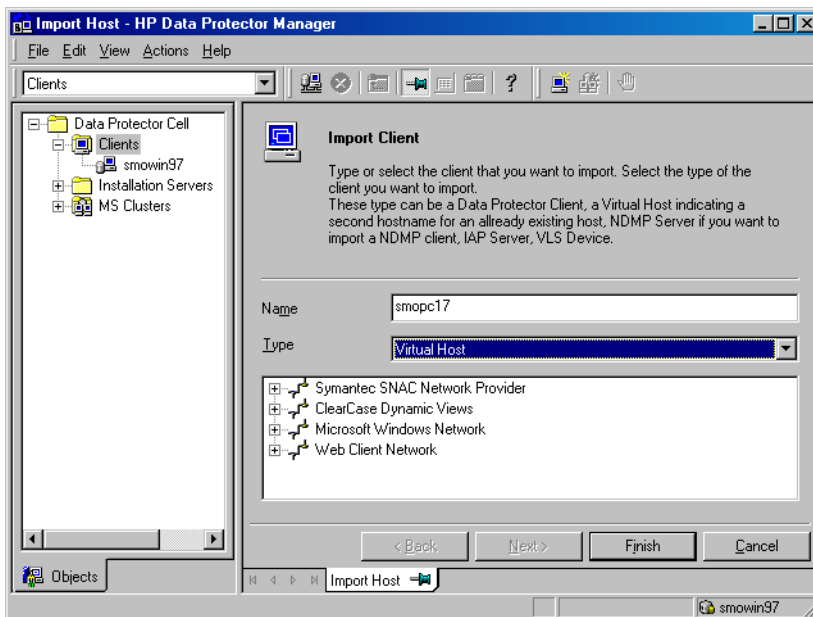 Import Host - HP Data Protector Manager
File Edit View Actions Help
Clients
Data Protector Cell
Clients
smowin97
Installation Servers
MS Clusters
Objects
Import Client
Type or select the client that you want to import. Select the type of the
client you want to import.
These type can be a Data Protector Client, a Virtual Host indicating a
second hostname for an allready existing host, NDMP Server if you want to
import a NDMP client, IAP Server, VLS Device.
Name
smopc17
Type
Virtual Host
Symantec SNAC Network Provider
ClearCase Dynamic Views
Microsoft Windows Network
Web Client Network
< Back
Next >
Finish
Cancel
Import Host
smowin97